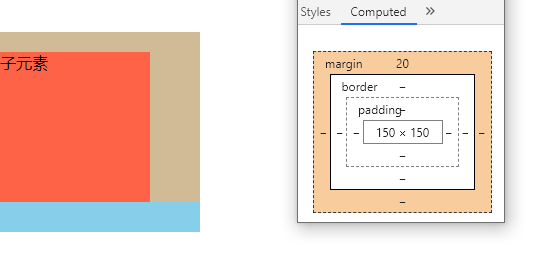 子元素
Styles Computed »
margin 20
border –
padding –
– – – 150 × 150 – – –
–
–
–